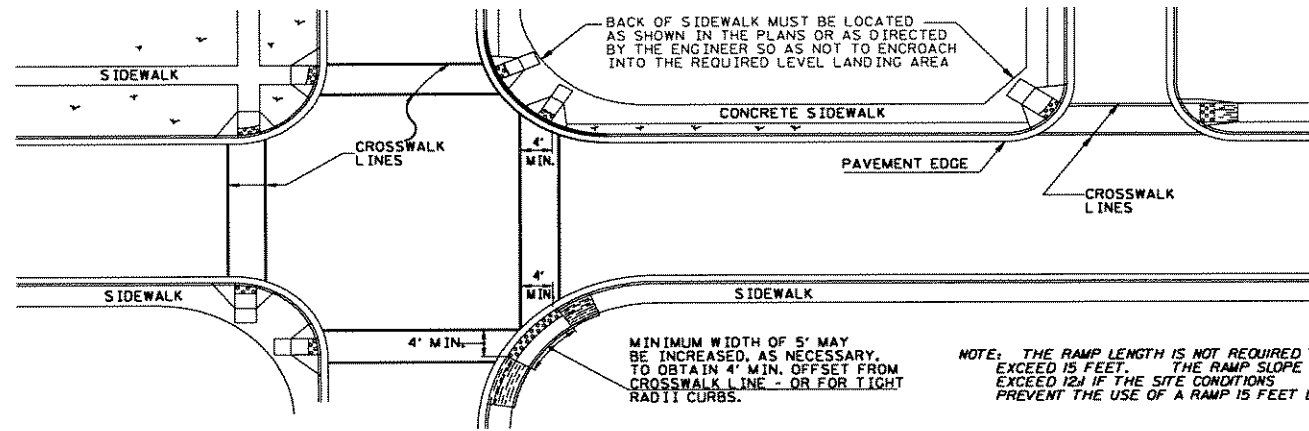 BACK OF SIDEWALK MUST BE LOCATED
AS SHOWN IN THE PLANS OR AS DIRECTED
BY THE ENGINEER SO AS NOT TO ENCROACH
INTO THE REQUIRED LEVEL LANDING AREA
SIDEWALK
CONCRETE SIDEWALK
CROSSWALK
LINES
4'
MIN.
PAVEMENT EDGE
CROSSWALK
LINES
4'
MIN
SIDEWALK
SIDEWALK
4' MIN.
MINIMUM WIDTH OF 5' MAY
BE INCREASED, AS NECESSARY,
TO OBTAIN 4' MIN. OFFSET FROM
CROSSWALK LINE - OR FOR TIGHT
RADII CURBS.
NOTE: THE RAMP LENGTH IS NOT REQUIRED
EXCEED 15 FEET. THE RAMP SLOPE
EXCEED 12:1 IF THE SITE CONDITIONS
PREVENT THE USE OF A RAMP 15 FEET